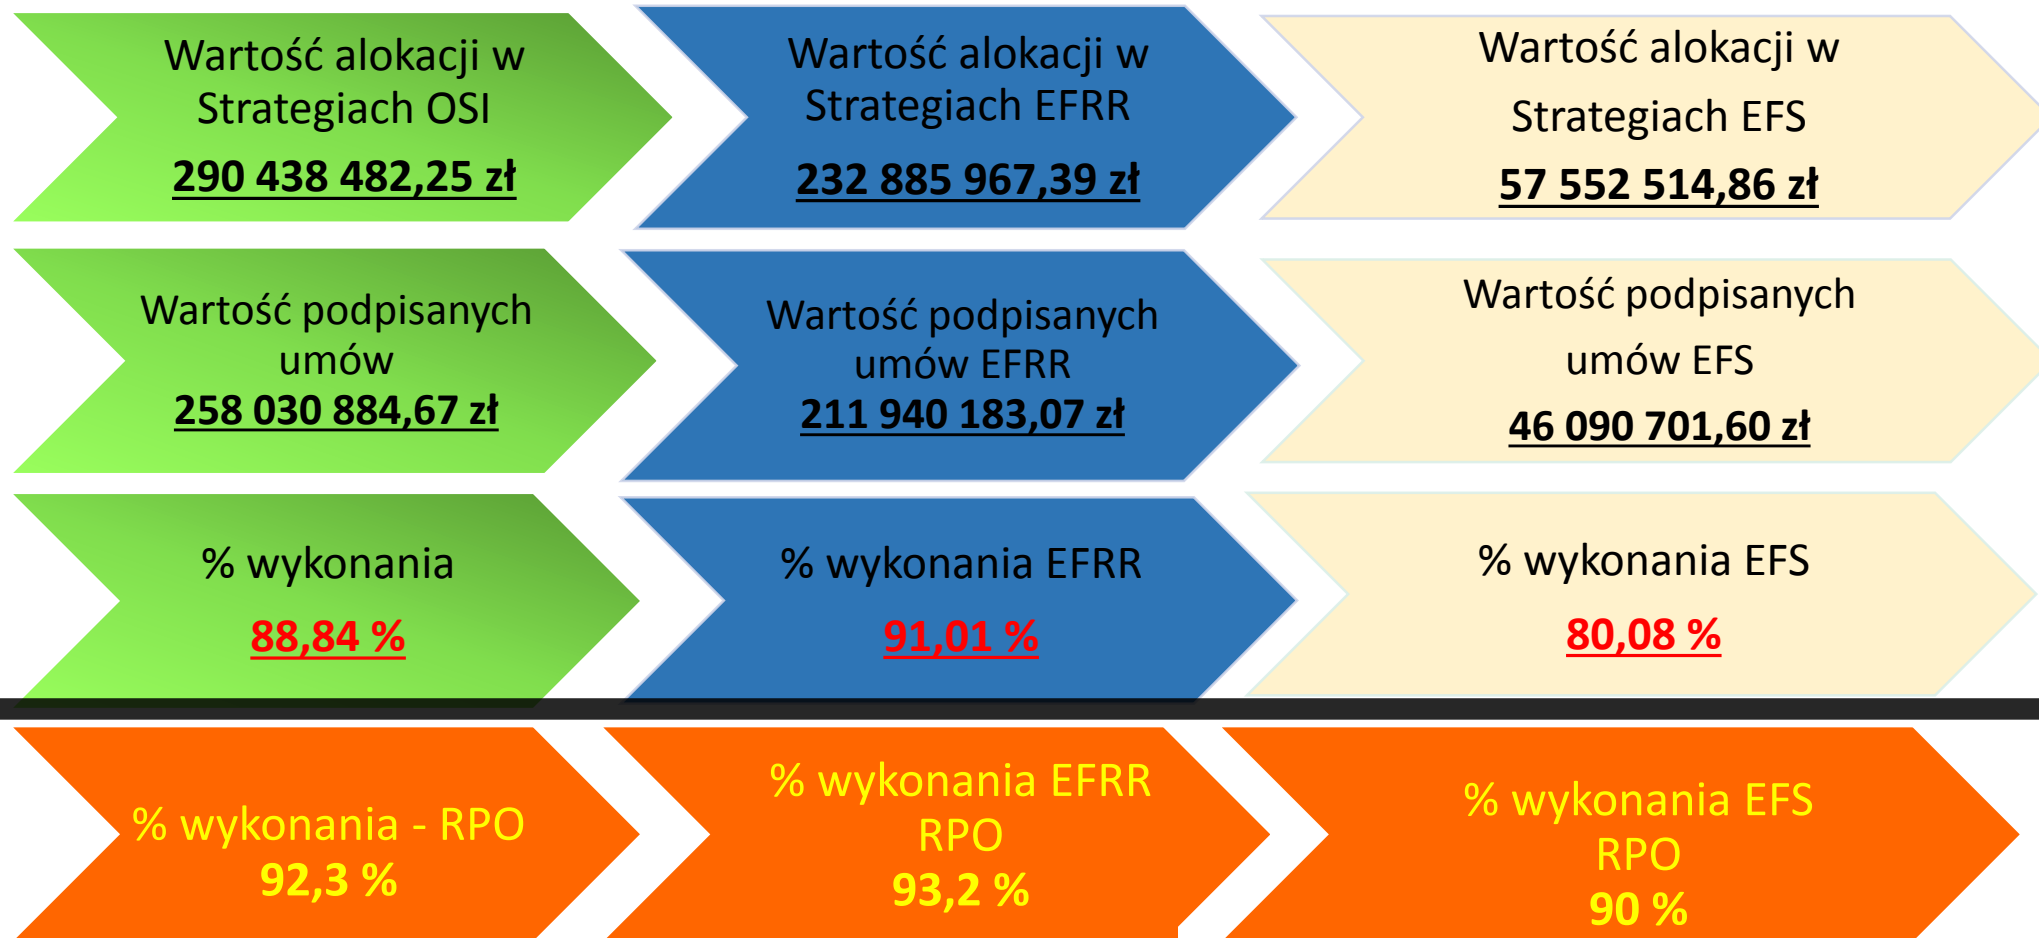 Wartość alokacji w
Strategiach OSI
290 438 482,25 zł
Wartość alokacji w
Strategiach EFRR
232 885 967,39 zł
Wartość alokacji w
Strategiach EFS
57 552 514,86 zł
Wartość podpisanych
umów
258 030 884,67 zł
Wartość podpisanych
umów EFRR
211 940 183,07 zł
Wartość podpisanych
umów EFS
46 090 701,60 zł
% wykonania
88,84 %
% wykonania EFRR
91,01 %
% wykonania EFS
80,08 %
% wykonania - RPO
92,3 %
% wykonania EFRR
RPO
93,2 %
% wykonania EFS
RPO
90 %